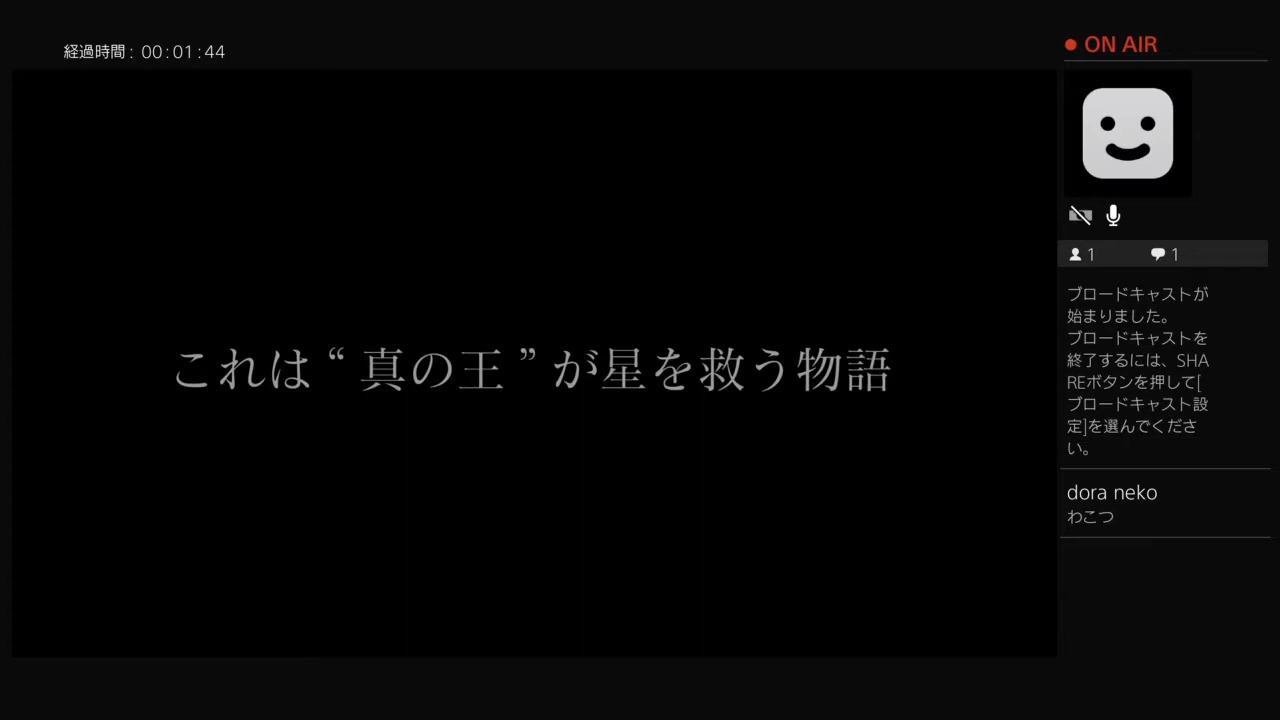 経過時間 : 00:01:44
ON AIR
これは“真の王”が星を救う物語
1 1
ブロードキャストが
始まりました。
ブロードキャストを
終了するには、SHA
REボタンを押して[
ブロードキャスト設
定]を選んでくださ
い。
dora neko
わこつ